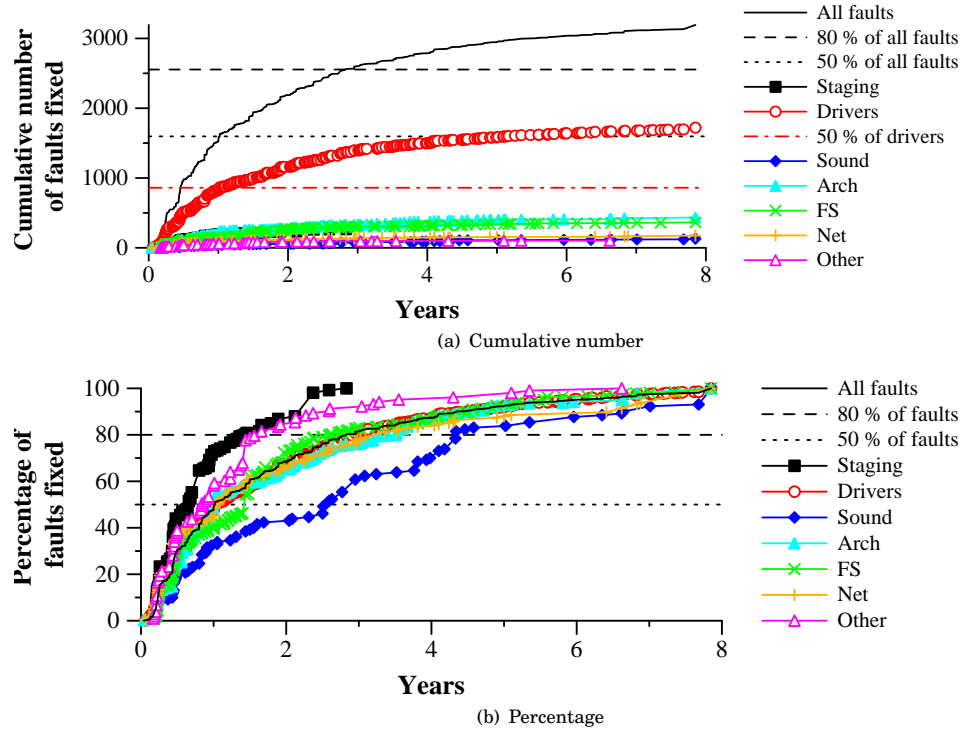 Cumulative number
of faults fixed
3000
2000
1000
0
0
2
4
6
8
Years
All faults
80 % of all faults
50 % of all faults
Staging
Drivers
50 % of drivers
Sound
Arch
FS
Net
Other
(a) Cumulative number
Percentage of
faults fixed
100
80
60
40
20
0
0
2
4
6
8
Years
All faults
80 % of faults
50 % of faults
Staging
Drivers
Sound
Arch
FS
Net
Other
(b) Percentage